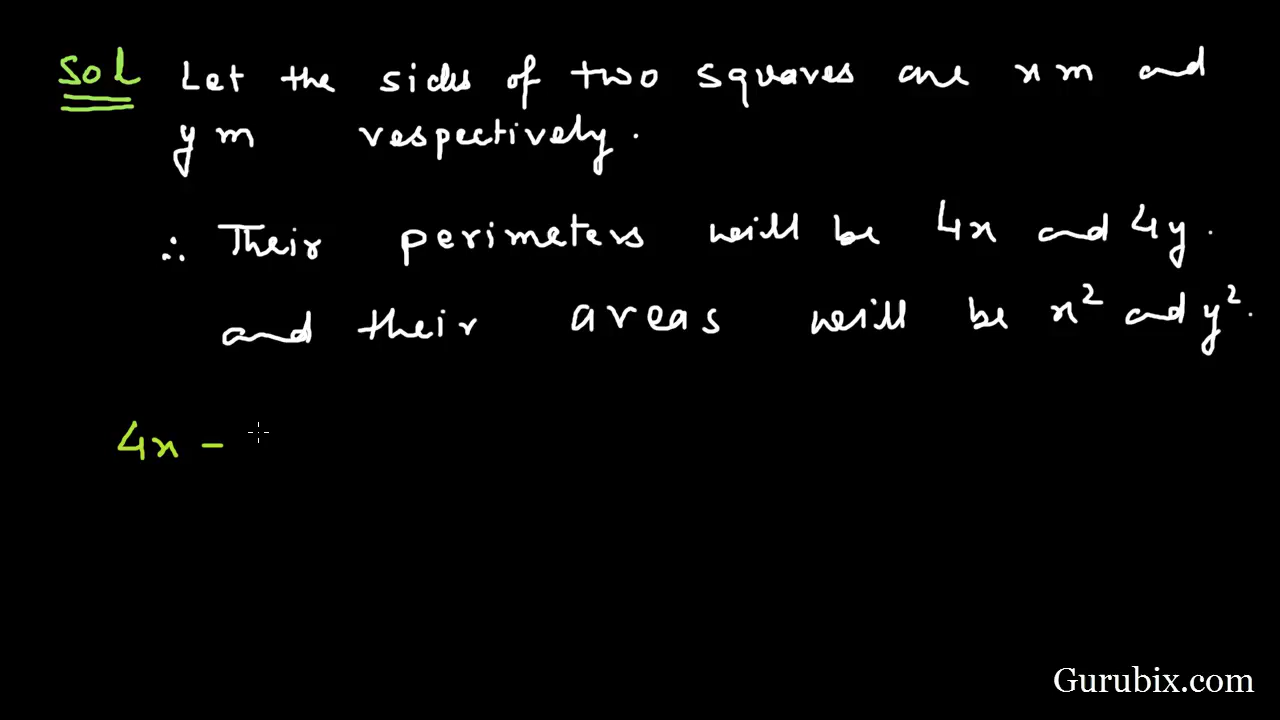 Sol Let the sides of two squares are x m and
y m respectively.
∴ Their perimeters will be 4x and 4y.
and their areas will be x² and y².
4x -
Gurubix.com